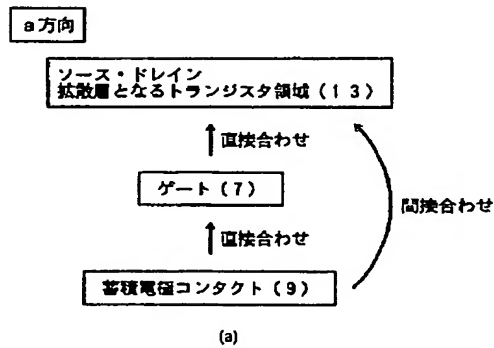 a方向
ソース・ドレイン
拡散層となるトランジスタ領域（１３）
直接合わせ
ゲート（７）
間接合わせ
直接合わせ
蓄積電極コンタクト（９）
(a)